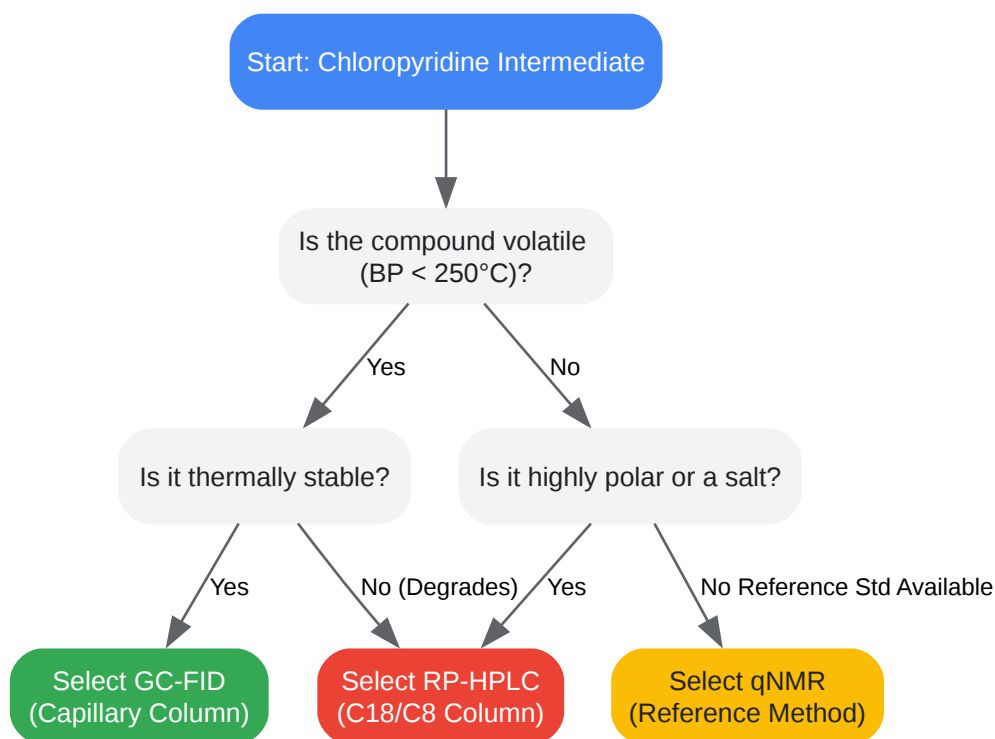 Start: Chloropyridine Intermediate
Is the compound volatile
(BP < 250°C)?
Yes
No
Is it thermally stable?
Is it highly polar or a salt?
Yes
No (Degrades)
Yes
No Reference Std Available
Select GC-FID
(Capillary Column)
Select RP-HPLC
(C18/C8 Column)
Select qNMR
(Reference Method)